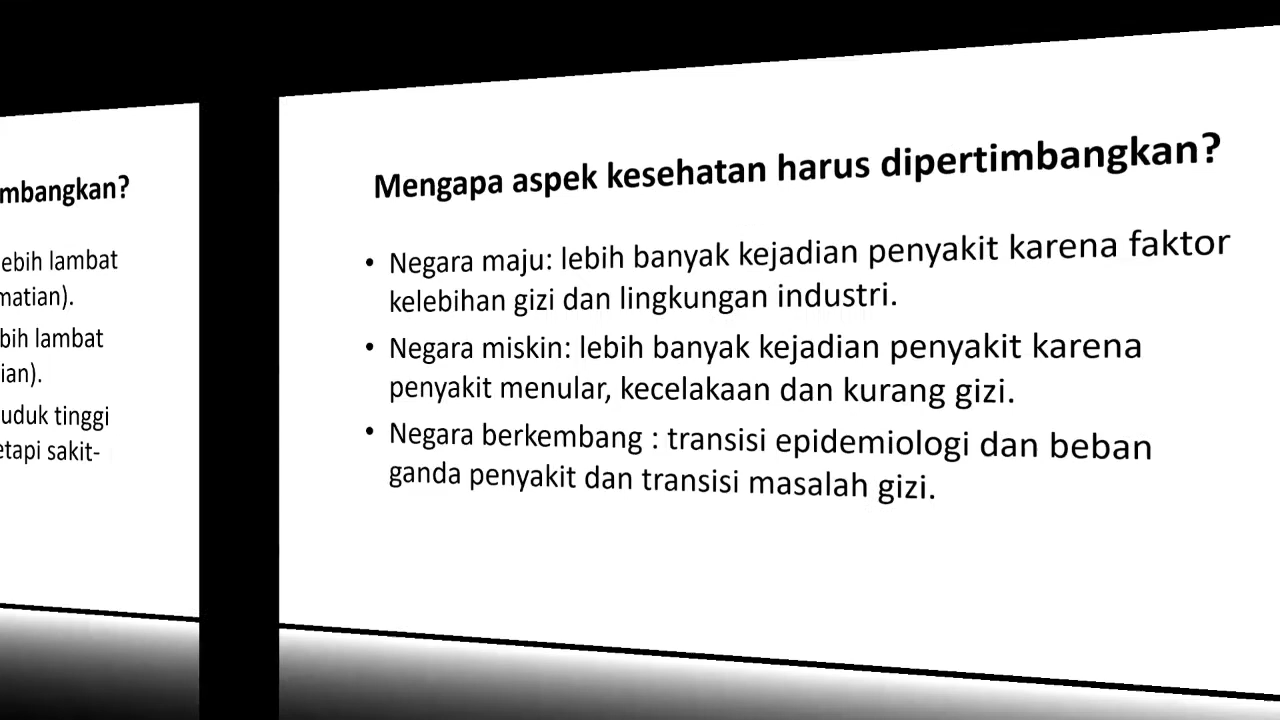 mbangkan?
ebih lambat
matian).
bih lambat
ian).
uduk tinggi
etapi sakit-
Mengapa aspek kesehatan harus dipertimbangkan?
• Negara maju: lebih banyak kejadian penyakit karena faktor
kelebihan gizi dan lingkungan industri.
• Negara miskin: lebih banyak kejadian penyakit karena
penyakit menular, kecelakaan dan kurang gizi.
• Negara berkembang : transisi epidemiologi dan beban
ganda penyakit dan transisi masalah gizi.